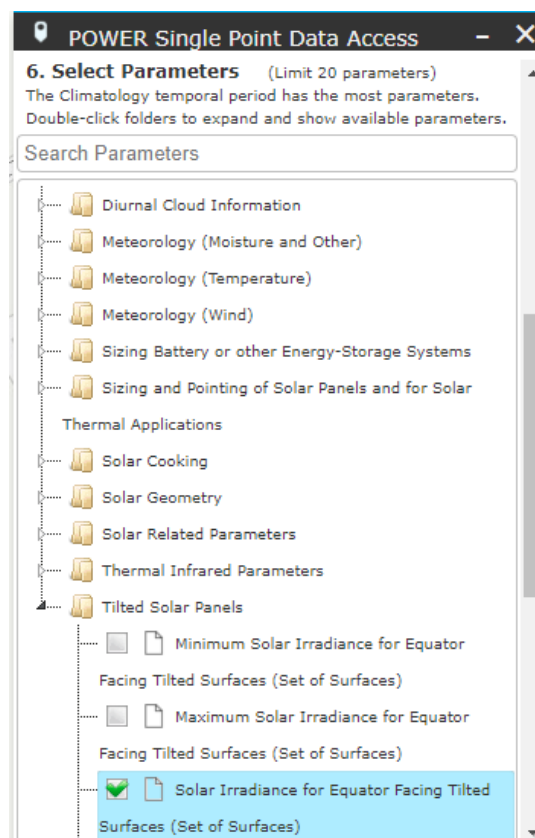 POWER Single Point Data Access
6. Select Parameters (Limit 20 parameters)
The Climatology temporal period has the most parameters.
Double-click folders to expand and show available parameters.
Search Parameters
Diurnal Cloud Information
Meteorology (Moisture and Other)
Meteorology (Temperature)
Meteorology (Wind)
Sizing Battery or other Energy-Storage Systems
Sizing and Pointing of Solar Panels and for Solar
Thermal Applications
Solar Cooking
Solar Geometry
Solar Related Parameters
Thermal Infrared Parameters
Tilted Solar Panels
Minimum Solar Irradiance for Equator
Facing Tilted Surfaces (Set of Surfaces)
Maximum Solar Irradiance for Equator
Facing Tilted Surfaces (Set of Surfaces)
Solar Irradiance for Equator Facing Tilted
Surfaces (Set of Surfaces)